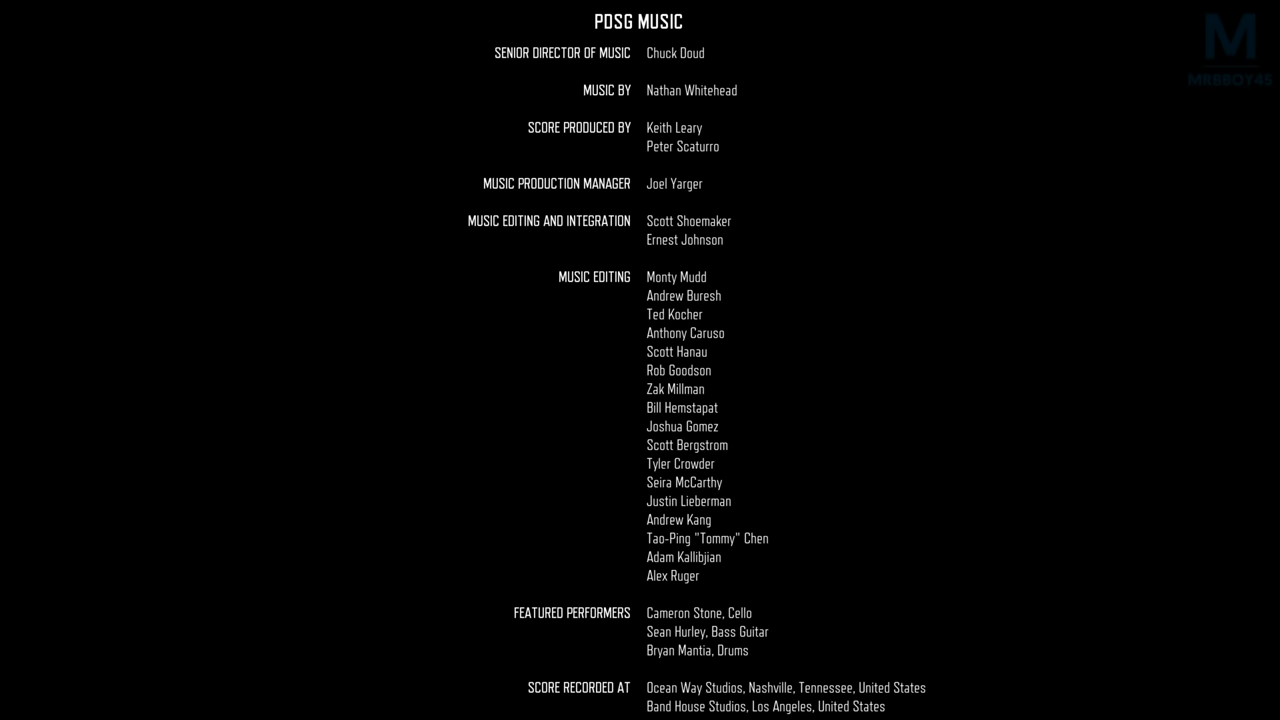 PDSG MUSIC
M
MRBBOY45
SENIOR DIRECTOR OF MUSIC Chuck Doud
MUSIC BY Nathan Whitehead
SCORE PRODUCED BY Keith Leary
Peter Scaturro
MUSIC PRODUCTION MANAGER Joel Yarger
MUSIC EDITING AND INTEGRATION Scott Shoemaker
Ernest Johnson
MUSIC EDITING Monty Mudd
Andrew Buresh
Ted Kocher
Anthony Caruso
Scott Hanau
Rob Goodson
Zak Millman
Bill Hemstapat
Joshua Gomez
Scott Bergstrom
Tyler Crowder
Seira McCarthy
Justin Lieberman
Andrew Kang
Tao-Ping "Tommy" Chen
Adam Kallibjian
Alex Ruger
FEATURED PERFORMERS Cameron Stone, Cello
Sean Hurley, Bass Guitar
Bryan Mantia, Drums
SCORE RECORDED AT Ocean Way Studios, Nashville, Tennessee, United States
Band House Studios, Los Angeles, United States